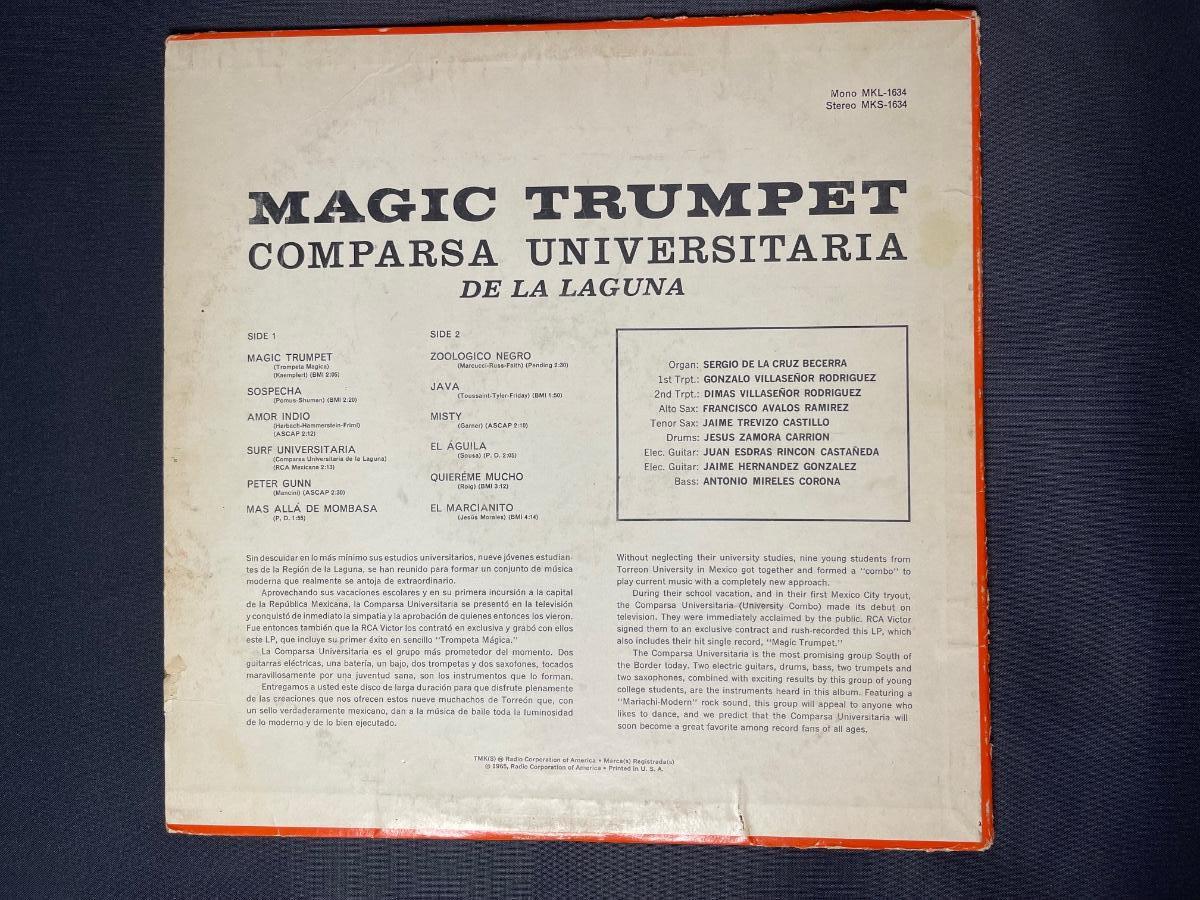 Mono MKL-1634
Stereo MKS-1634
MAGIC TRUMPET
COMPARSA UNIVERSITARIA
DE LA LAGUNA
SIDE 1
MAGIC TRUMPET
(Trompeta Magica)
(Kaempfert) (BMI 2:05)
SOSPECHA
(Pomus-Shuman) (BMI 2:20)
AMOR INDIO
(Harbach-Hammerstein-Friml)
(ASCAP 2:12)
SURF UNIVERSITARIA
(Comparsa Universitaria de la Laguna)
(RCA Mexicana 2:13)
PETER GUNN
(Mancini) (ASCAP 2:30)
MAS ALLÁ DE MOMBASA
(P. D. 1:55)
SIDE 2
ZOOLOGICO NEGRO
(Marcucci-Russ-Faith) (Pending 2:30)
JAVA
(Toussaint-Tyler-Friday) (BMI 1:50)
MISTY
(Garner) (ASCAP 2:10)
EL ÁGUILA
(Sousa) (P. D. 2:05)
QUIERÉME MUCHO
(Roig) (BMI 3:12)
EL MARCIANITO
(Jesús Morales) (BMI 4:14)
Organ: SERGIO DE LA CRUZ BECERRA
1st Trpt.: GONZALO VILLASEÑOR RODRIGUEZ
2nd Trpt.: DIMAS VILLASEÑOR RODRIGUEZ
Alto Sax: FRANCISCO AVALOS RAMIREZ
Tenor Sax: JAIME TREVIZO CASTILLO
Drums: JESUS ZAMORA CARRION
Elec. Guitar: JUAN ESDRAS RINCON CASTAÑEDA
Elec. Guitar: JAIME HERNANDEZ GONZALEZ
Bass: ANTONIO MIRELES CORONA
Sin descuidar en lo más mínimo sus estudios universitarios, nueve jóvenes estudian-
tes de la Región de la Laguna, se han reunido para formar un conjunto de música
moderna que realmente se antoja de extraordinario.
Aprovechando sus vacaciones escolares y en su primera incursión a la capital
de la República Mexicana, la Comparsa Universitaria se presentó en la televisión
y conquistó de inmediato la simpatia y la aprobación de quienes entonces los vieron.
Fue entonces también que la RCA Victor los contrató en exclusiva y grabó con ellos
este LP, que incluye su primer éxito en sencillo "Trompeta Mágica."
La Comparsa Universitaria es el grupo más prometedor del momento. Dos
guitarras eléctricas, una batería, un bajo, dos trompetas y dos saxofones, tocados
maravillosamente por una juventud sana, son los instrumentos que lo forman.
Entregamos a usted este disco de larga duración para que disfrute plenamente
de las creaciones que nos ofrecen estos nueve muchachos de Torreón que, con
un sello verdaderamente mexicano, dan a la música de baile toda la luminosidad
de lo moderno y de lo bien ejecutado.
Without neglecting their university studies, nine young students from
Torreon University in Mexico got together and formed a "combo" to
play current music with a completely new approach.
During their school vacation, and in their first Mexico City tryout,
the Comparsa Universitaria (University Combo) made its debut on
television. They were immediately acclaimed by the public. RCA Victor
signed them to an exclusive contract and rush-recorded this LP, which
also includes their hit single record, "Magic Trumpet."
The Comparsa Universitaria is the most promising group South of
the Border today. Two electric guitars, drums, bass, two trumpets and
two saxophones, combined with exciting results by this group of young
college students, are the instruments heard in this album. Featuring a
"Mariachi-Modern" rock sound, this group will appeal to anyone who
likes to dance, and we predict that the Comparsa Universitaria will
soon become a great favorite among record fans of all ages.
TMK(S) ® Radio Corporation of America • Marca(s) Registrada(s)
© 1965, Radio Corporation of America • Printed in U. S. A.